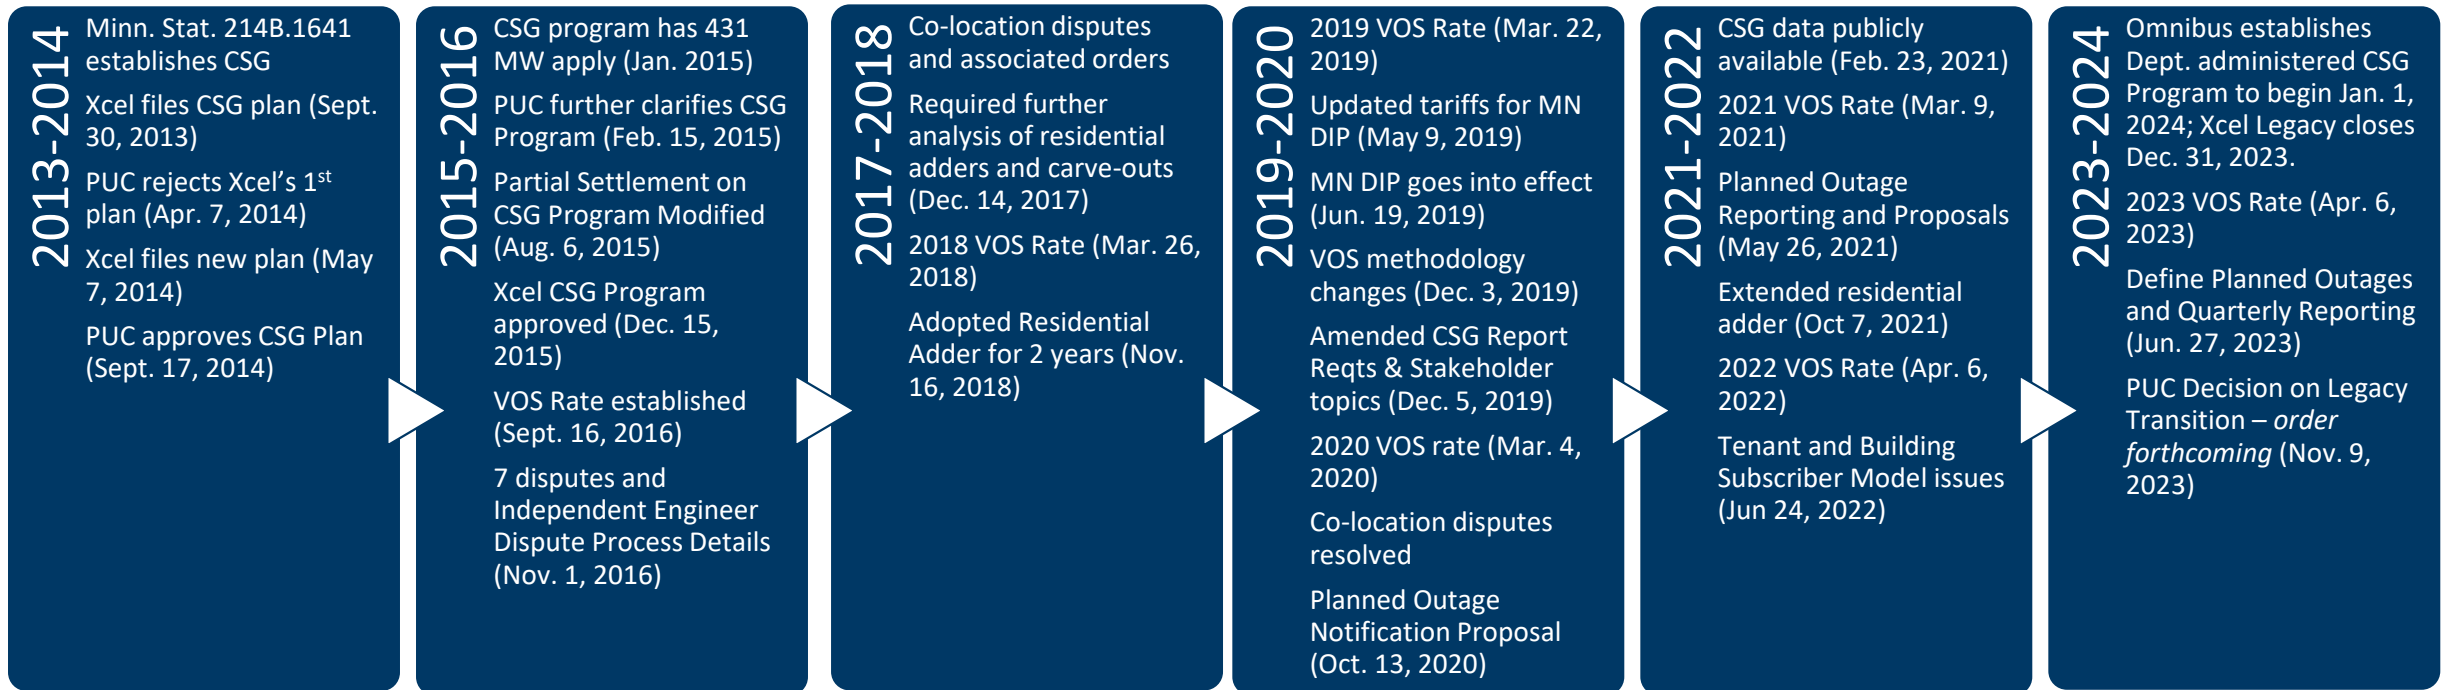 2013-2014
Minn. Stat. 214B.1641
establishes CSG
Xcel files CSG plan (Sept.
30, 2013)
PUC rejects Xcel's 1st
plan (Apr. 7, 2014)
Xcel files new plan (May
7, 2014)
PUC approves CSG Plan
(Sept. 17, 2014)
2015-2016
CSG program has 431
MW apply (Jan. 2015)
PUC further clarifies CSG
Program (Feb. 15, 2015)
Partial Settlement on
CSG Program Modified
(Aug. 6, 2015)
Xcel CSG Program
approved (Dec. 15,
2015)
VOS Rate established
(Sept. 16, 2016)
7 disputes and
Independent Engineer
Dispute Process Details
(Nov. 1, 2016)
2017-2018
Co-location disputes
and associated orders
Required further
analysis of residential
adders and carve-outs
(Dec. 14, 2017)
2018 VOS Rate (Mar. 26,
2018)
Adopted Residential
Adder for 2 years (Nov.
16, 2018)
2019-2020
2019 VOS Rate (Mar. 22,
2019)
Updated tariffs for MN
DIP (May 9, 2019)
MN DIP goes into effect
(Jun. 19, 2019)
VOS methodology
changes (Dec. 3, 2019)
Amended CSG Report
Reqts & Stakeholder
topics (Dec. 5, 2019)
2020 VOS rate (Mar. 4,
2020)
Co-location disputes
resolved
Planned Outage
Notification Proposal
(Oct. 13, 2020)
2021-2022
CSG data publicly
available (Feb. 23, 2021)
2021 VOS Rate (Mar. 9,
2021)
Planned Outage
Reporting and Proposals
(May 26, 2021)
Extended residential
adder (Oct 7, 2021)
2022 VOS Rate (Apr. 6,
2022)
Tenant and Building
Subscriber Model issues
(Jun 24, 2022)
2023-2024
Omnibus establishes
Dept. administered CSG
Program to begin Jan. 1,
2024; Xcel Legacy closes
Dec. 31, 2023.
2023 VOS Rate (Apr. 6,
2023)
Define Planned Outages
and Quarterly Reporting
(Jun. 27, 2023)
PUC Decision on Legacy
Transition – order
forthcoming (Nov. 9,
2023)